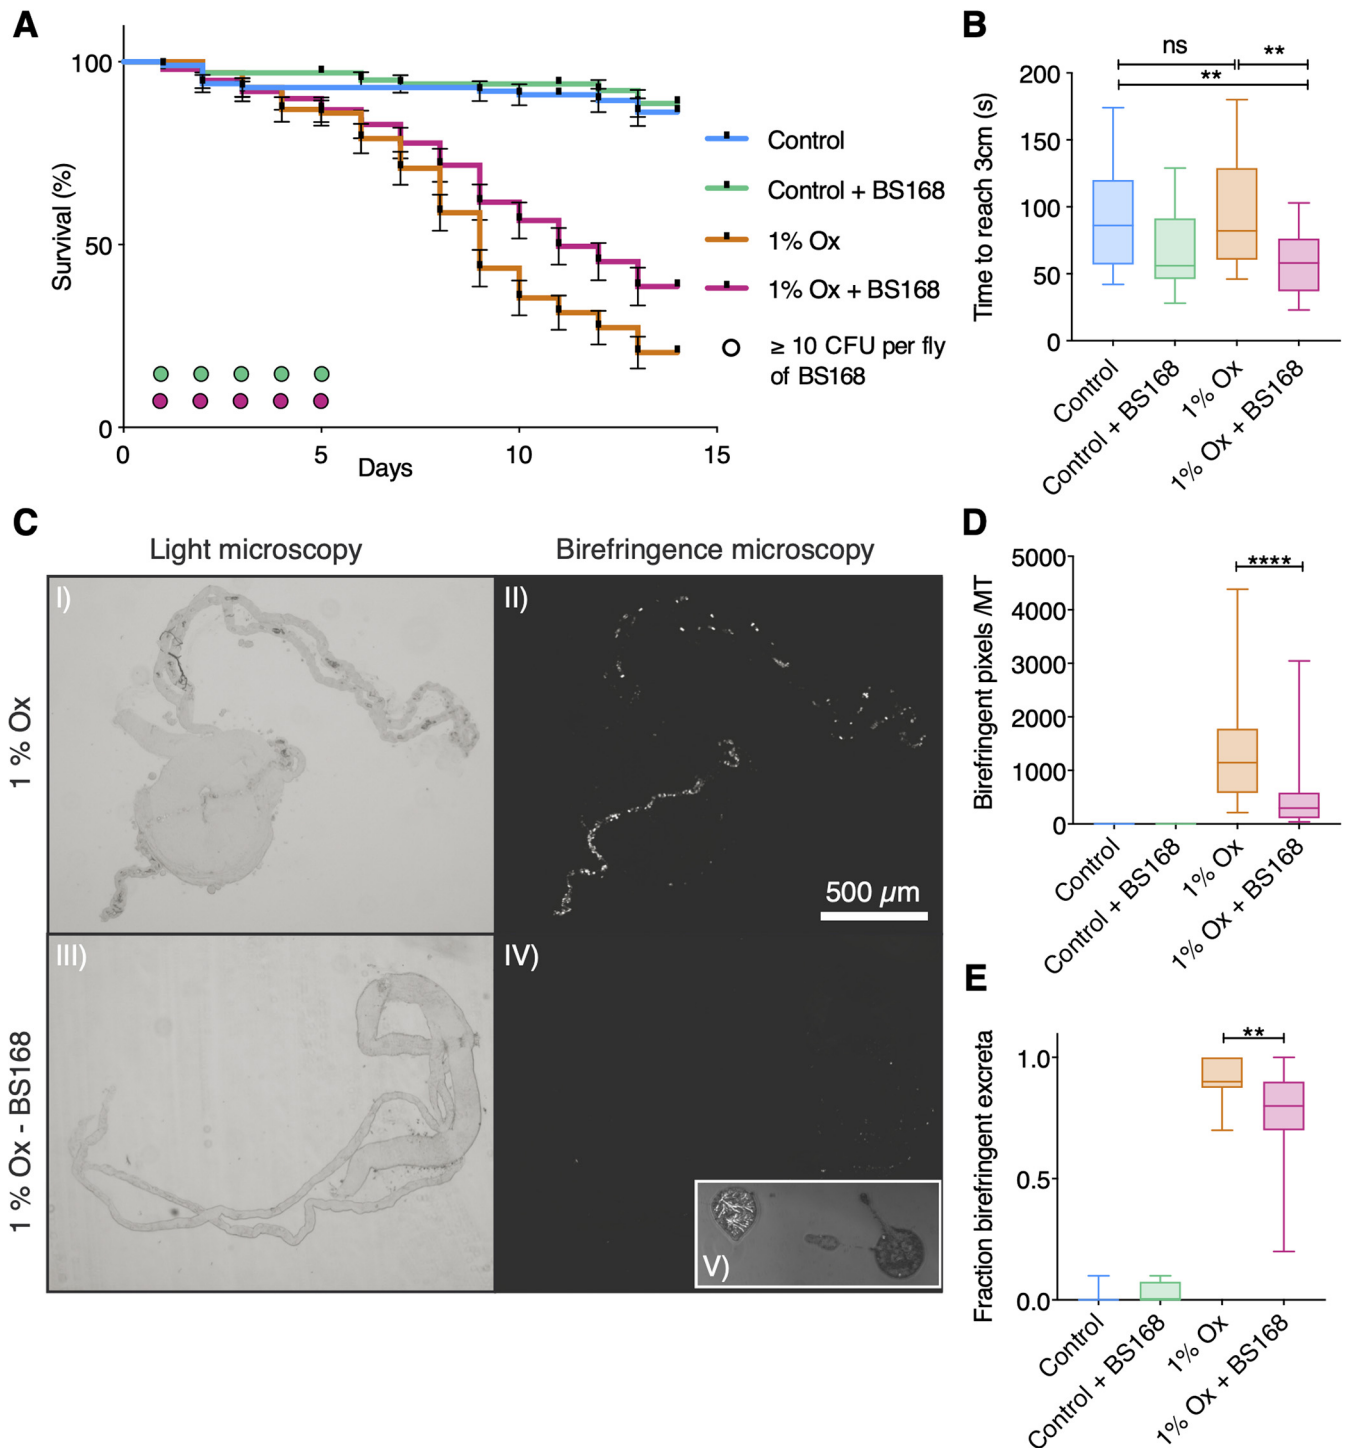 A
100
50
0
Survival (%)
0
5
10
15
Days
Control
Control + BS168
1% Ox
1% Ox + BS168
≥ 10 CFU per fly
of BS168
B
ns
**
**
200
150
100
50
0
Time to reach 3cm (s)
Control
Control + BS168
1% Ox
1% Ox + BS168
C
Light microscopy
Birefringence microscopy
1 % Ox
I)
II)
500 µm
1 % Ox - BS168
III)
IV)
V)
D
****
5000
4000
3000
2000
1000
0
Birefringent pixels /MT
Control
Control + BS168
1% Ox
1% Ox + BS168
E
**
1.0
0.5
0.0
Fraction birefringent excreta
Control
Control + BS168
1% Ox
1% Ox + BS168